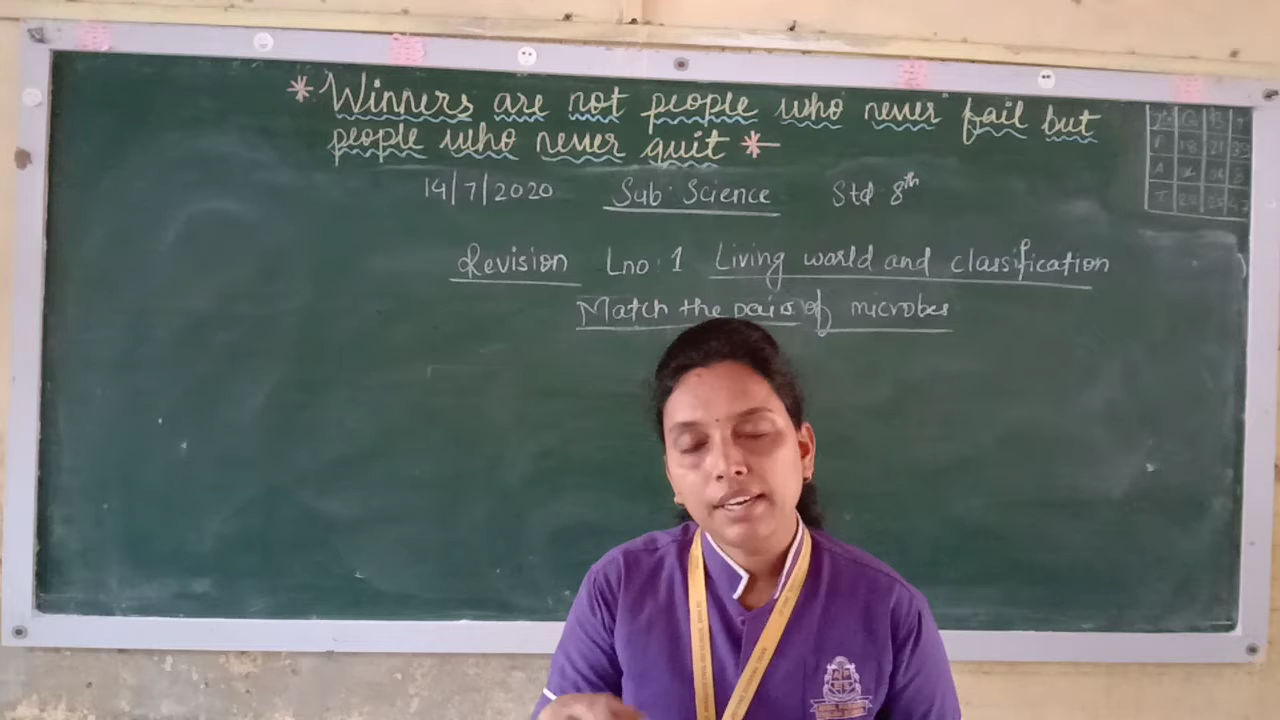 * Winners are not people who never fail but
people who never quit *
14/7/2020 Sub: Science Std 8th
Revision Lno: 1 Living world and classification
Match the pairs of microbes